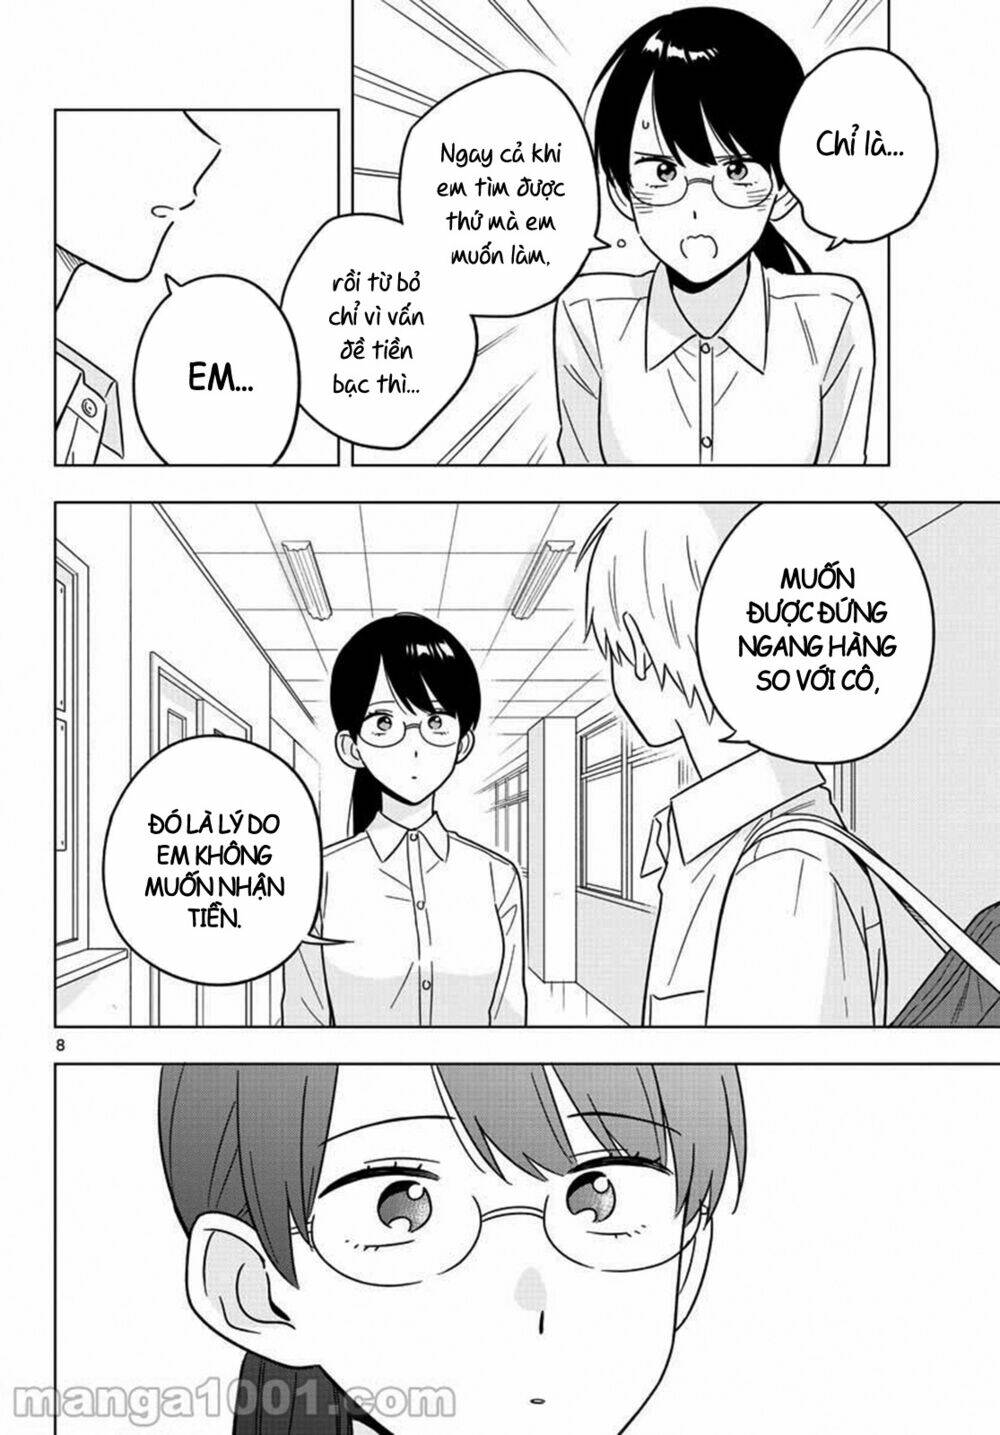 Chỉ là...
Ngay cả khi
em tìm được
thứ mà em
muốn làm,
rồi từ bỏ
chỉ vì vấn
đề tiền
bạc thì...
EM...
MUỐN
ĐƯỢC ĐỨNG
NGANG HÀNG
SO VỚI CÔ,
ĐÓ LÀ LÝ DO
EM KHÔNG
MUỐN NHẬN
TIỀN.
8
manga1001.com